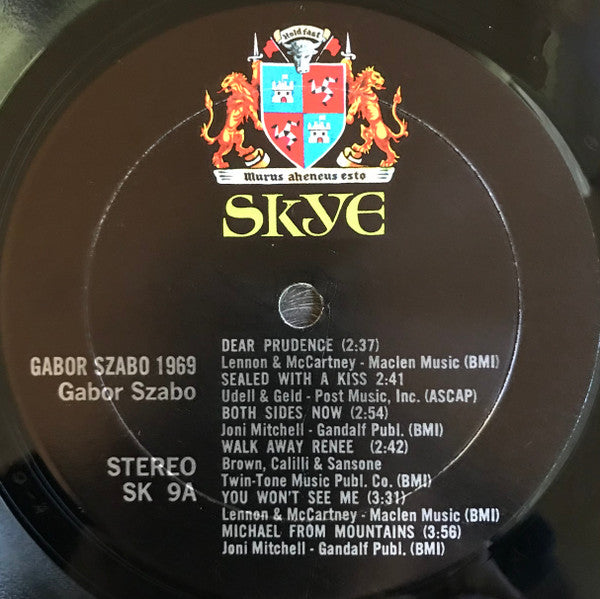 Hold fast
Murus aheneus esto
SKYE
GABOR SZABO 1969
Gabor Szabo
STEREO
SK 9A
DEAR PRUDENCE (2:37)
Lennon & McCartney - Maclen Music (BMI)
SEALED WITH A KISS 2:41
Udell & Geld - Post Music, Inc. (ASCAP)
BOTH SIDES NOW (2:54)
Joni Mitchell - Gandalf Publ. (BMI)
WALK AWAY RENEE (2:42)
Brown, Calilli & Sansone
Twin-Tone Music Publ. Co. (BMI)
YOU WON'T SEE ME (3:31)
Lennon & McCartney - Maclen Music (BMI)
MICHAEL FROM MOUNTAINS (3:56)
Joni Mitchell - Gandalf Publ. (BMI)